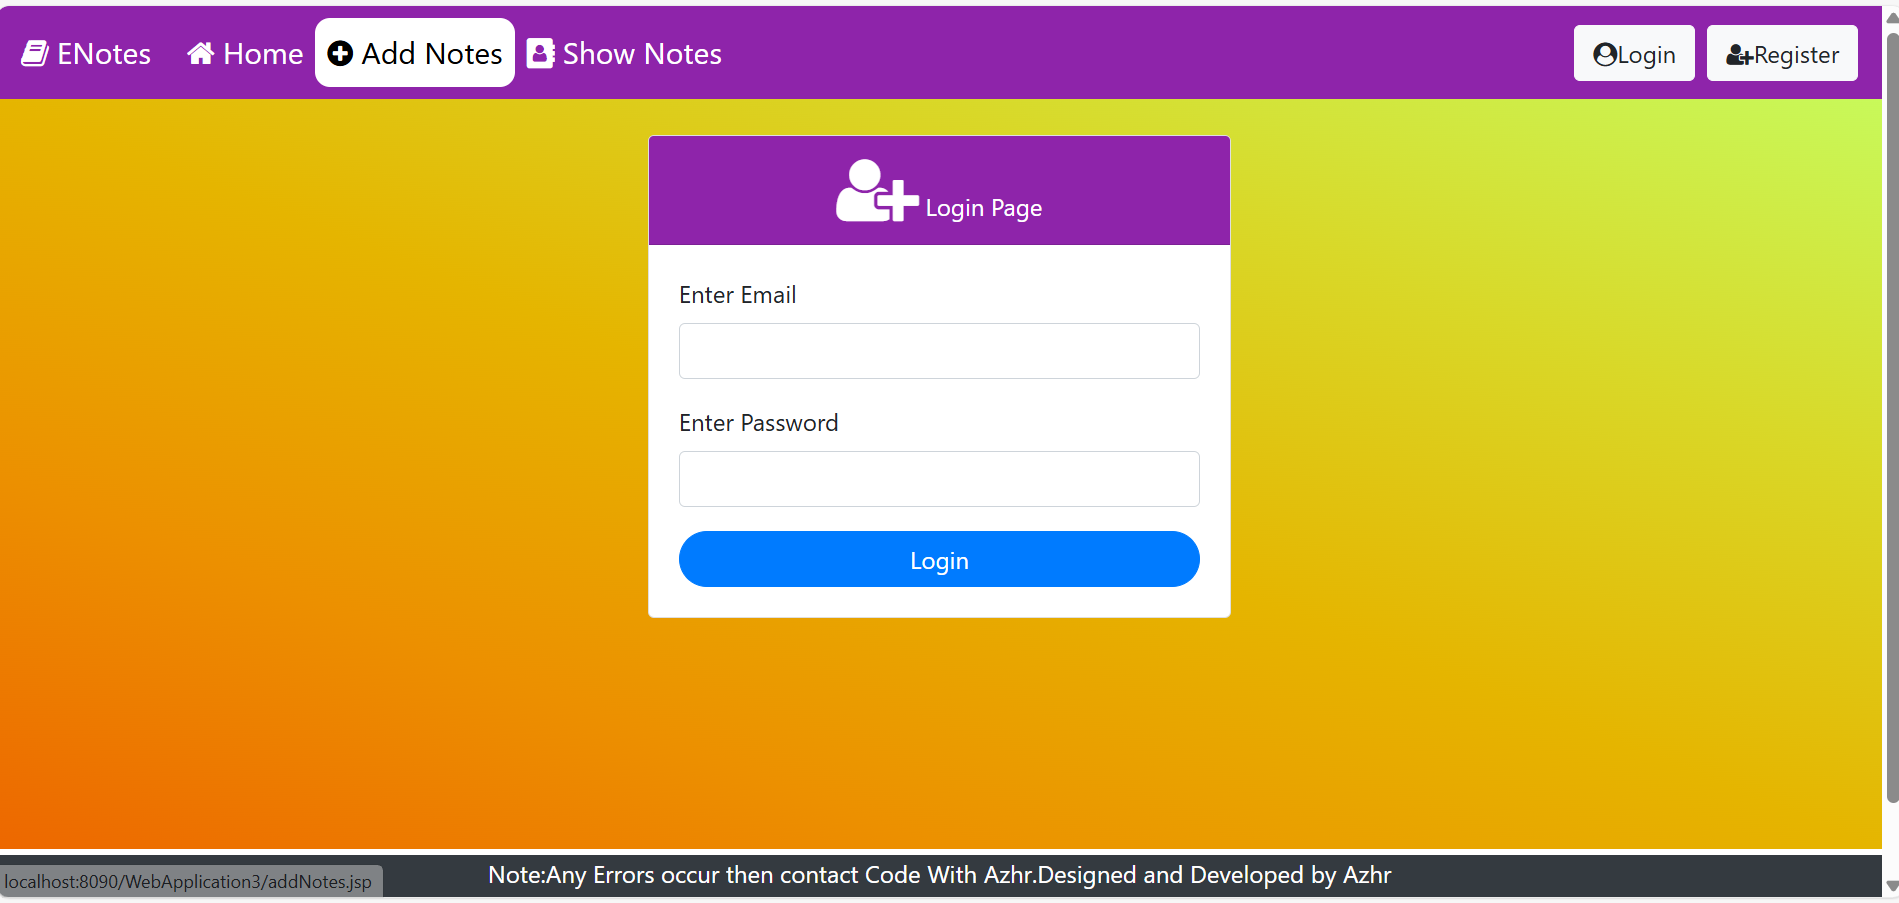 ENotes Home Add Notes Show Notes Login Register
Login Page
Enter Email
Enter Password
Login
Note:Any Errors occur then contact Code With Azhr.Designed and Developed by Azhr
localhost:8090/WebApplication3/addNotes.jsp